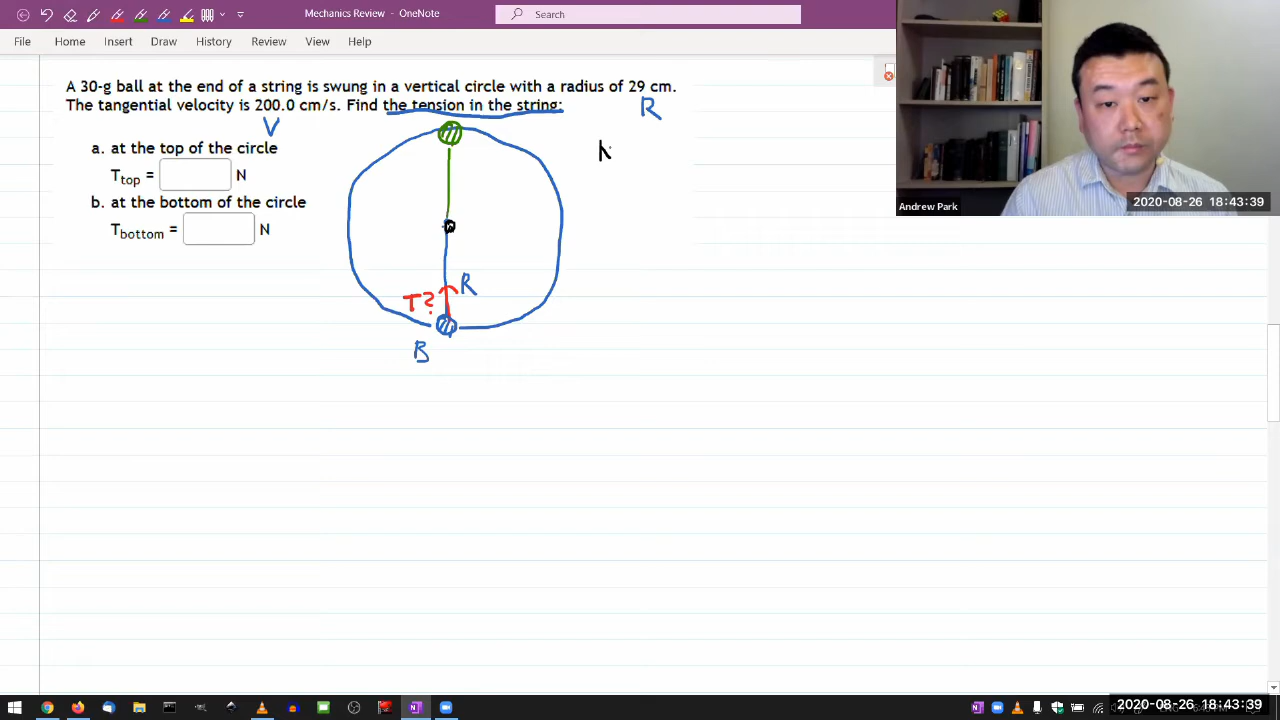 Mechanics Review - OneNote
Search
File Home Insert Draw History Review View Help
A 30-g ball at the end of a string is swung in a vertical circle with a radius of 29 cm.
The tangential velocity is 200.0 cm/s. Find the tension in the string:
R
V
a. at the top of the circle
T top = N
b. at the bottom of the circle
T bottom = N
R
T?
B
Andrew Park
2020-08-26 18:43:39
2020-08-26 18:43:39